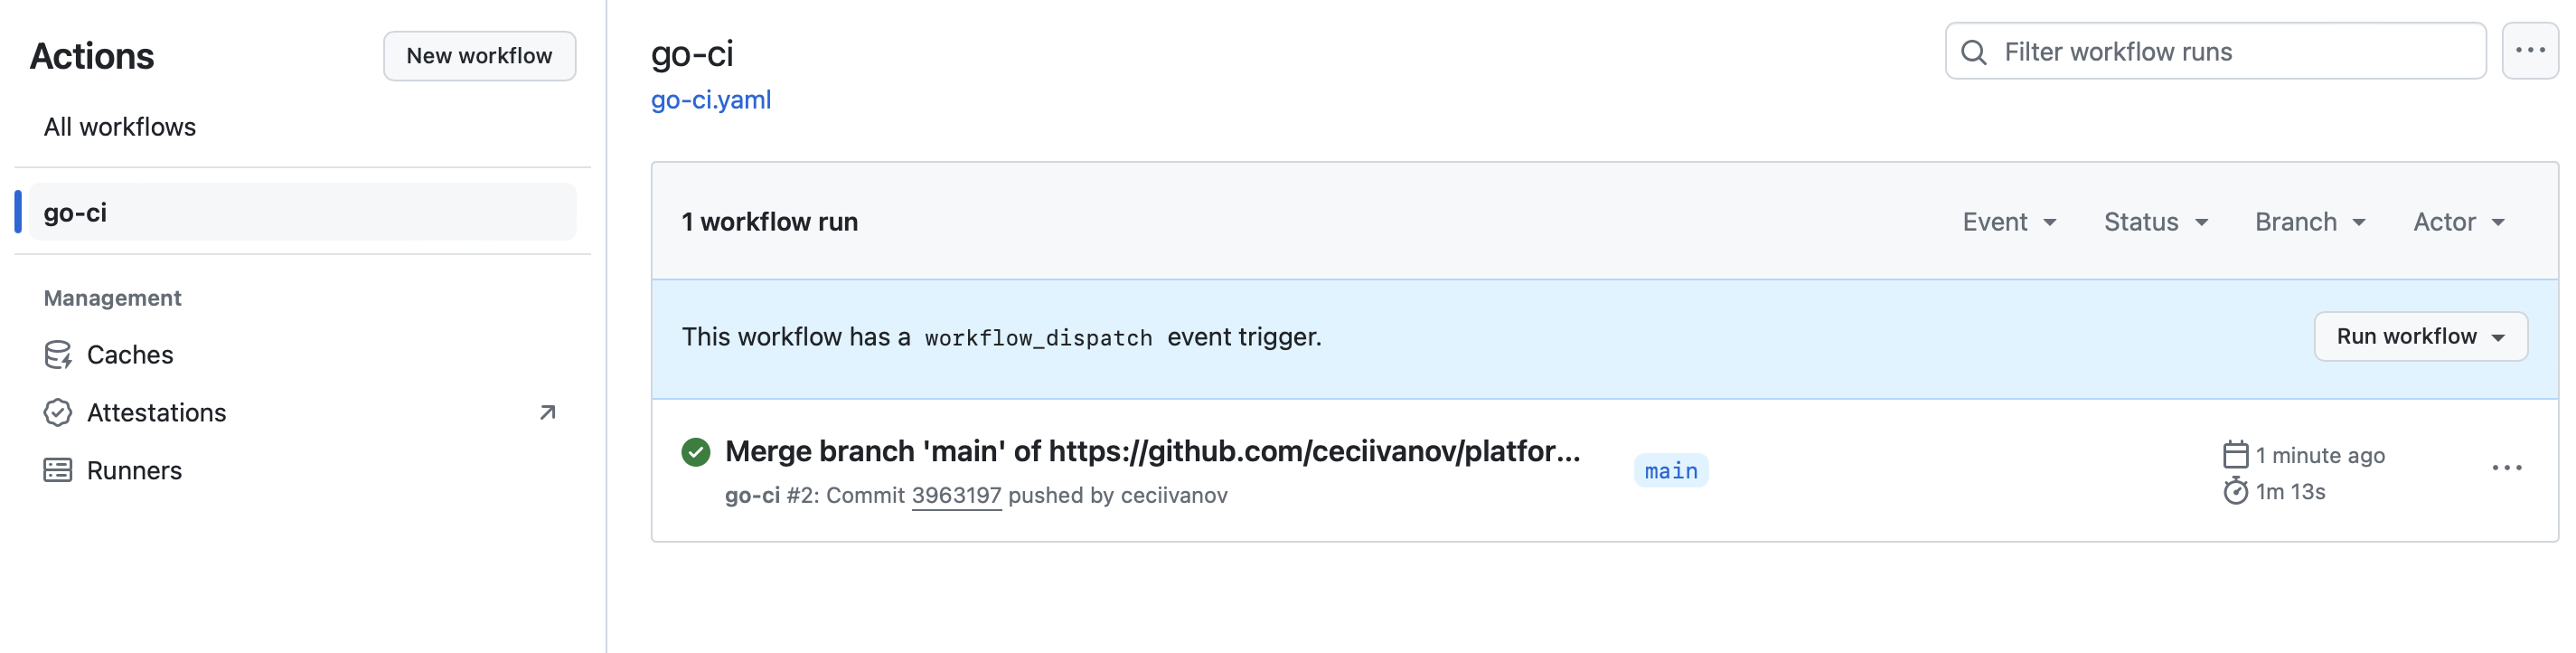 Actions
New workflow
All workflows
go-ci
Management
Caches
Attestations
Runners
go-ci
go-ci.yaml
Filter workflow runs
1 workflow run
Event
Status
Branch
Actor
This workflow has a workflow_dispatch event trigger.
Run workflow
Merge branch 'main' of https://github.com/ceciivanov/platfor...
go-ci #2: Commit 3963197 pushed by ceciivanov
main
1 minute ago
1m 13s